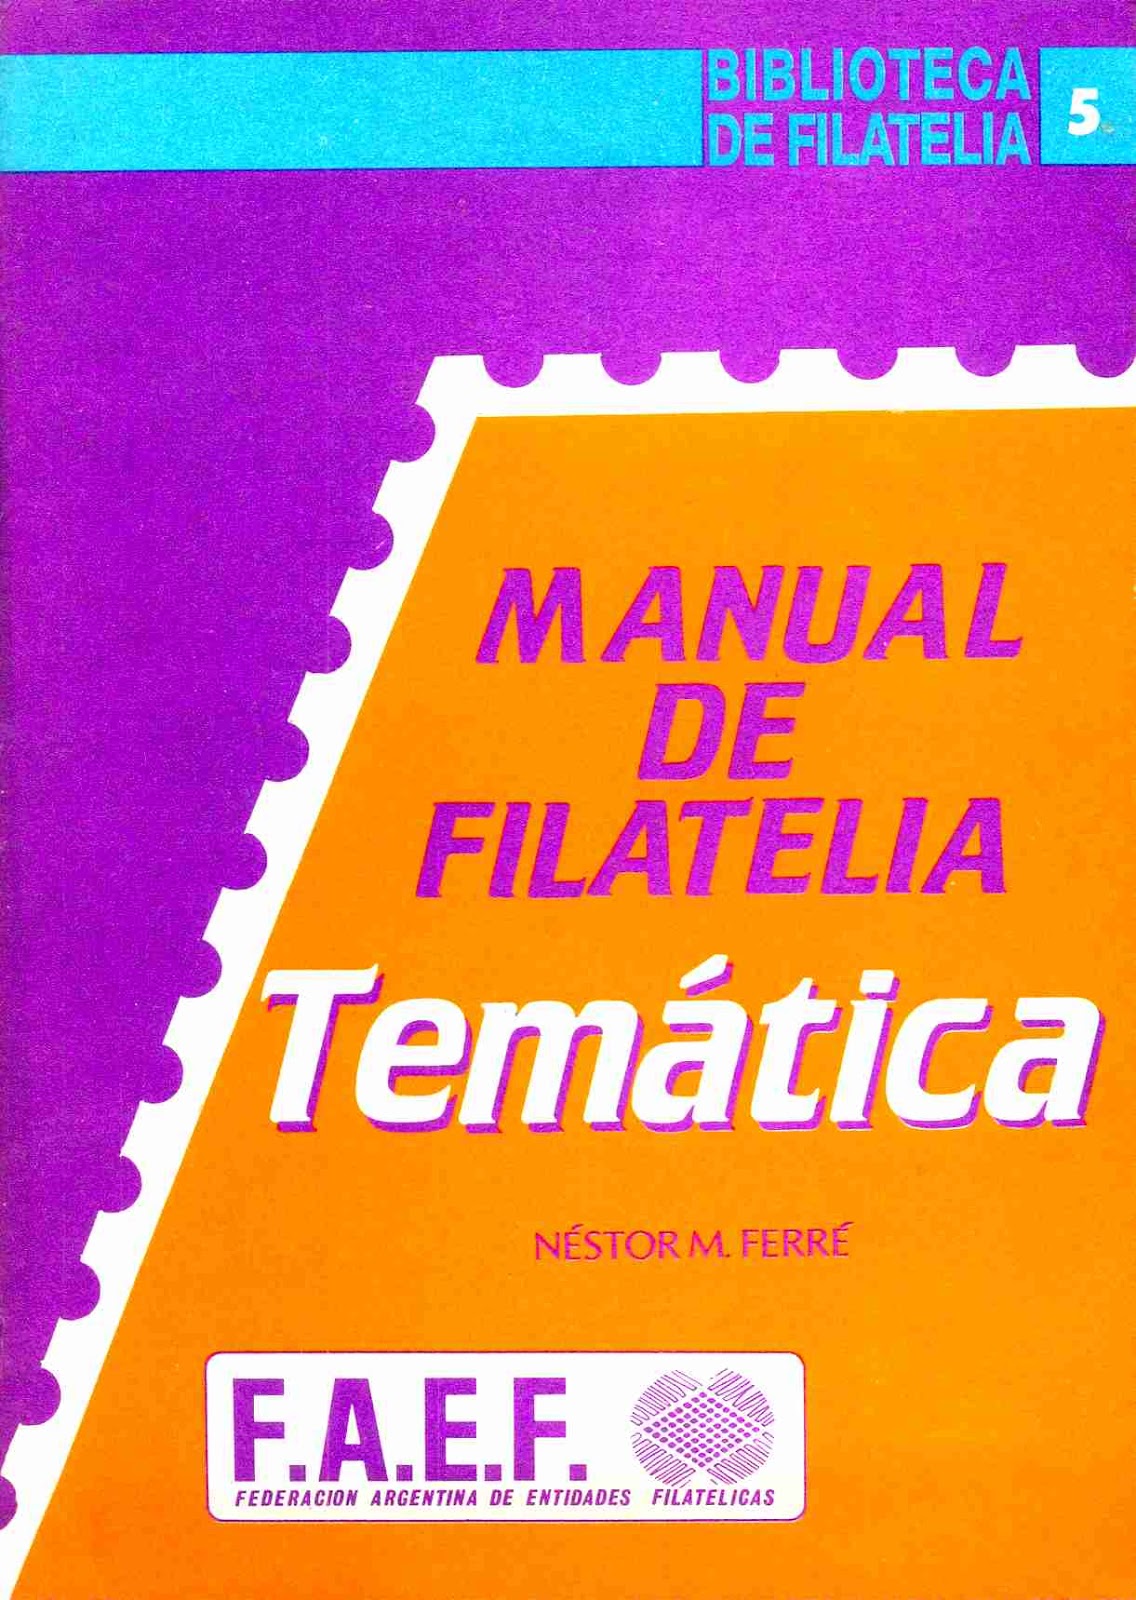 BIBLIOTECA
DE FILATELIA
5
MANUAL
DE
FILATELIA
Temática
NÉSTOR M. FERRÉ
F.A.E.F.
FEDERACION ARGENTINA DE ENTIDADES FILATELICAS